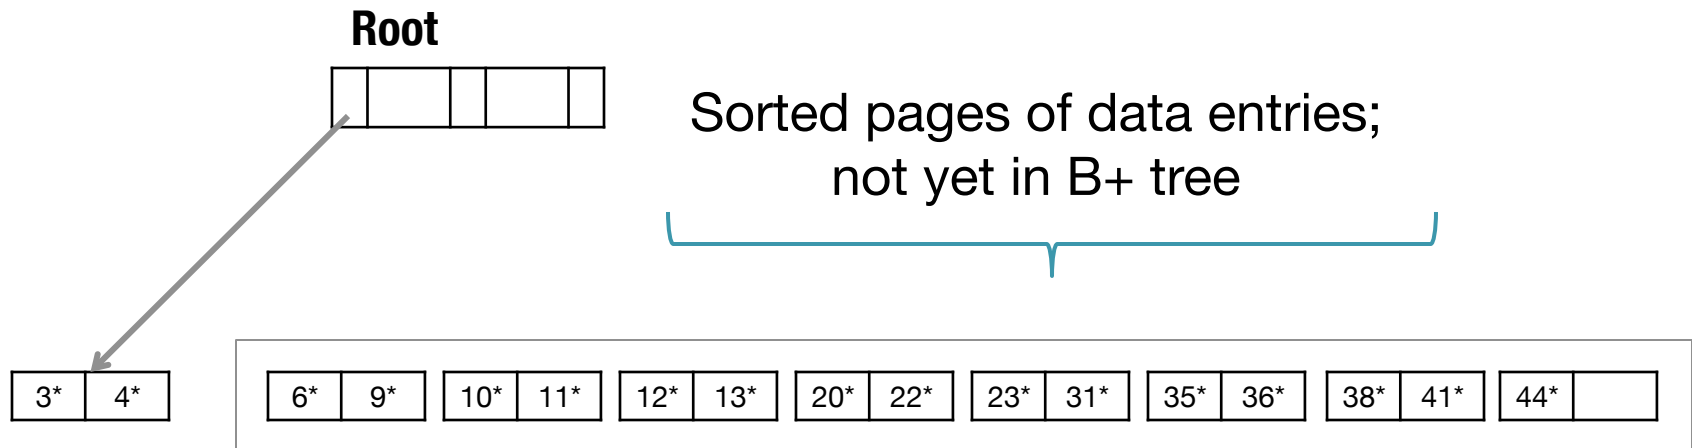 Root
Sorted pages of data entries;
not yet in B+ tree
3* 4* 6* 9* 10* 11* 12* 13* 20* 22* 23* 31* 35* 36* 38* 41* 44*